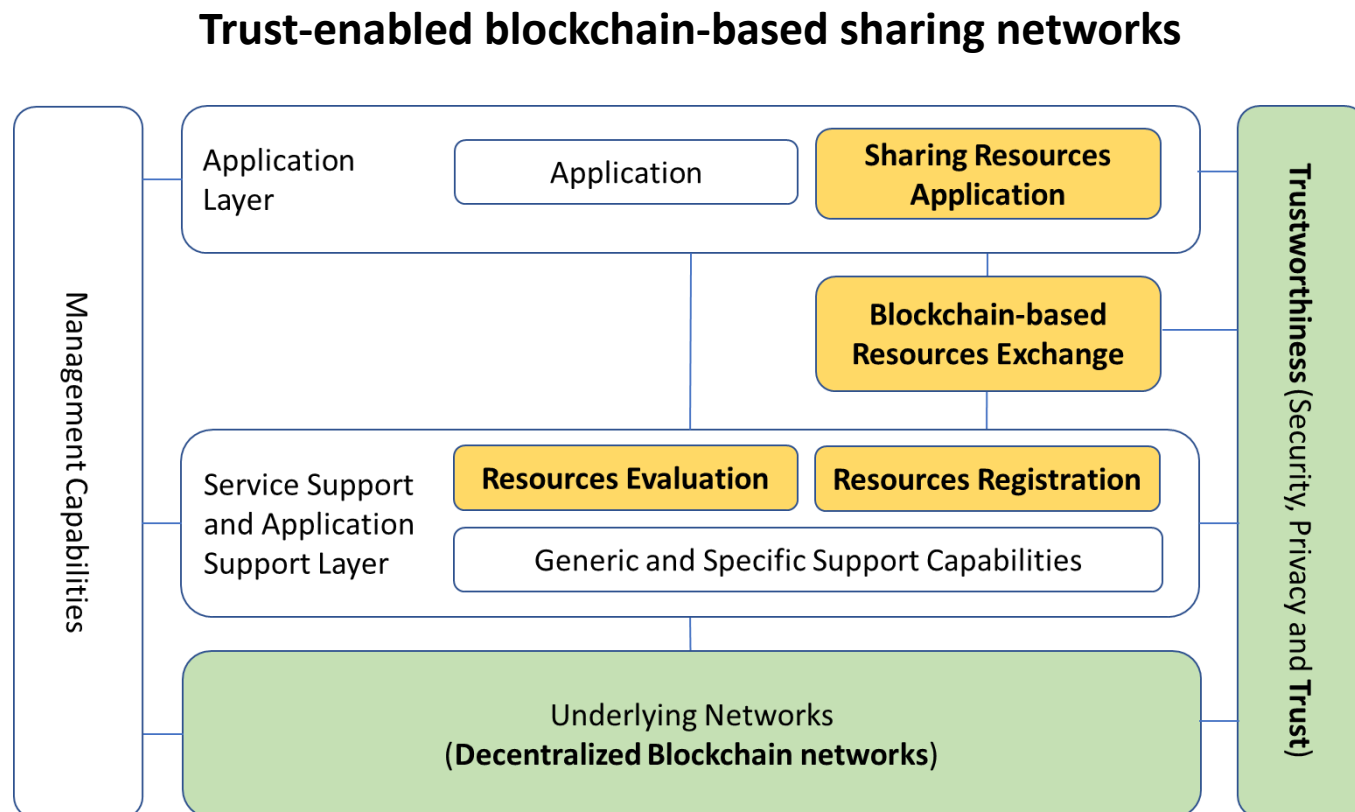 Trust-enabled blockchain-based sharing networks
Management Capabilities
Application
Layer
Application
Sharing Resources
Application
Blockchain-based
Resources Exchange
Service Support
and Application
Support Layer
Resources Evaluation
Resources Registration
Generic and Specific Support Capabilities
Underlying Networks
(Decentralized Blockchain networks)
Trustworthiness (Security, Privacy and Trust)